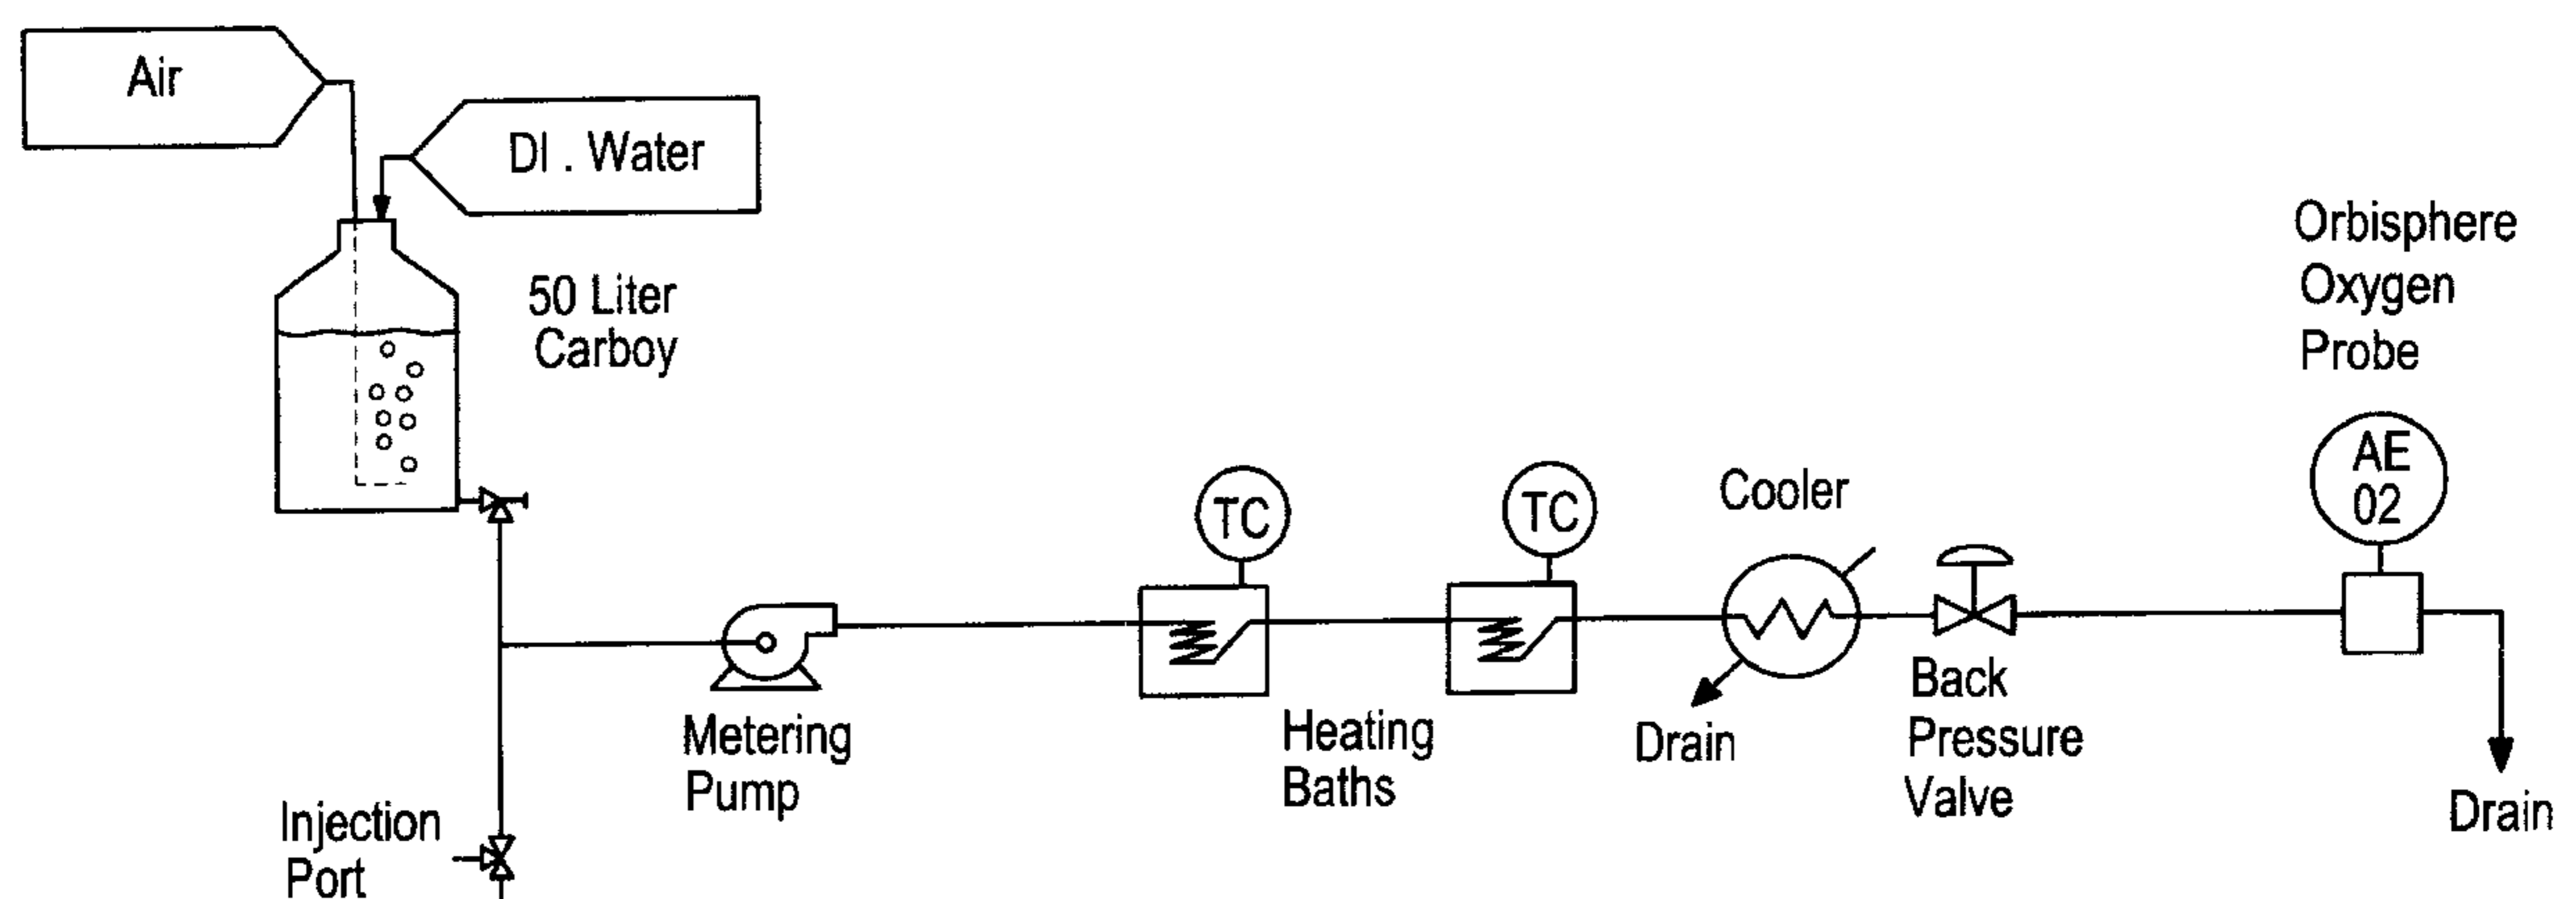 Air
DI . Water
50 Liter
Carboy
Orbisphere
Oxygen
Probe
AE
02
TC
TC
Cooler
Metering
Pump
Heating
Baths
Drain
Back
Pressure
Valve
Drain
Injection
Port